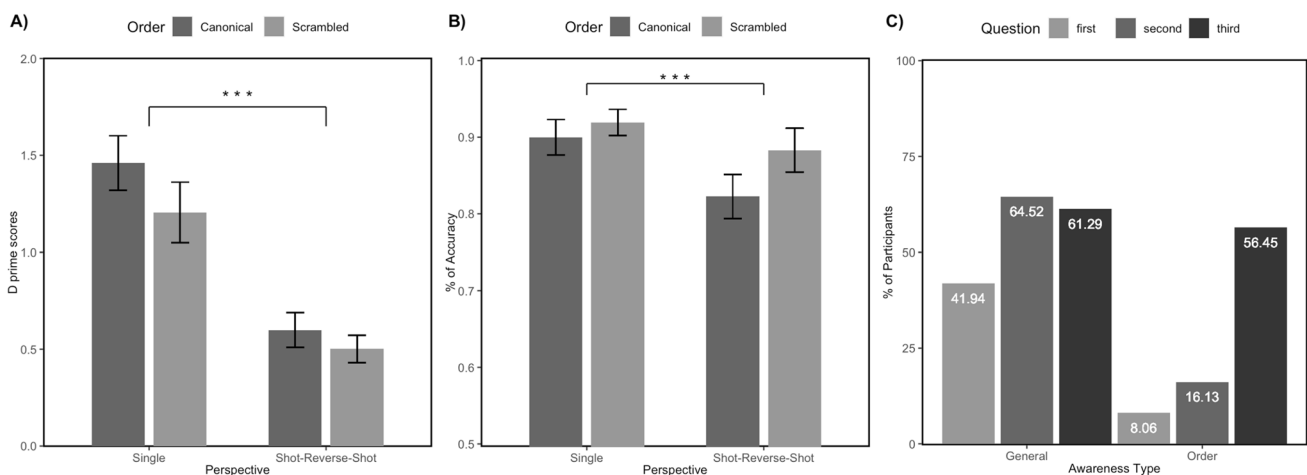 A)
Order Canonical Scrambled
2.0
1.5
1.0
0.5
0.0
D prime scores
***
Single Shot-Reverse-Shot
Perspective
B)
Order Canonical Scrambled
1.0
0.9
0.8
0.7
0.6
0.5
% of Accuracy
***
Single Shot-Reverse-Shot
Perspective
C)
Question first second third
100
75
50
25
0
% of Participants
41.94
64.52
61.29
8.06
16.13
56.45
General Order
Awareness Type